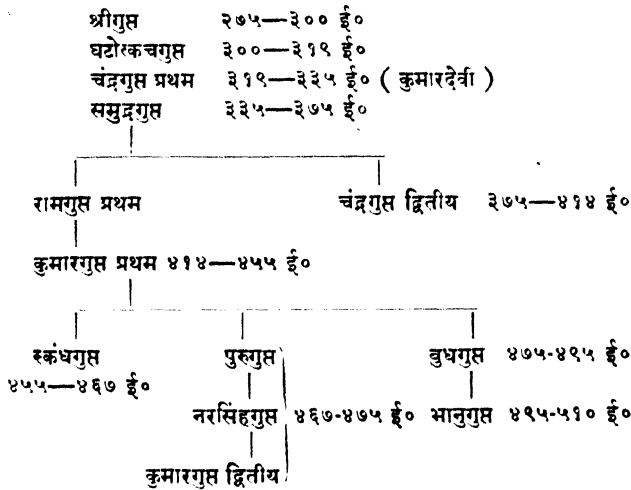 श्रीगुप्त २७५—३०० ई०
घटोत्कचगुप्त ३००—३१९ ई०
चंद्रगुप्त प्रथम ३१९—३३५ ई० ( कुमारदेवी )
समुद्रगुप्त ३३५—३७५ ई०
रामगुप्त प्रथम चंद्रगुप्त द्वितीय ३७५—४१४ ई०
कुमारगुप्त प्रथम ४१४—४५५ ई०
स्कंधगुप्त पुरुगुप्त वुधगुप्त ४७५-४९५ ई०
४५५—४६७ ई०
नरसिंहगुप्त ४६७-४७५ ई० भानुगुप्त ४९५-५१० ई०
कुमारगुप्त द्वितीय